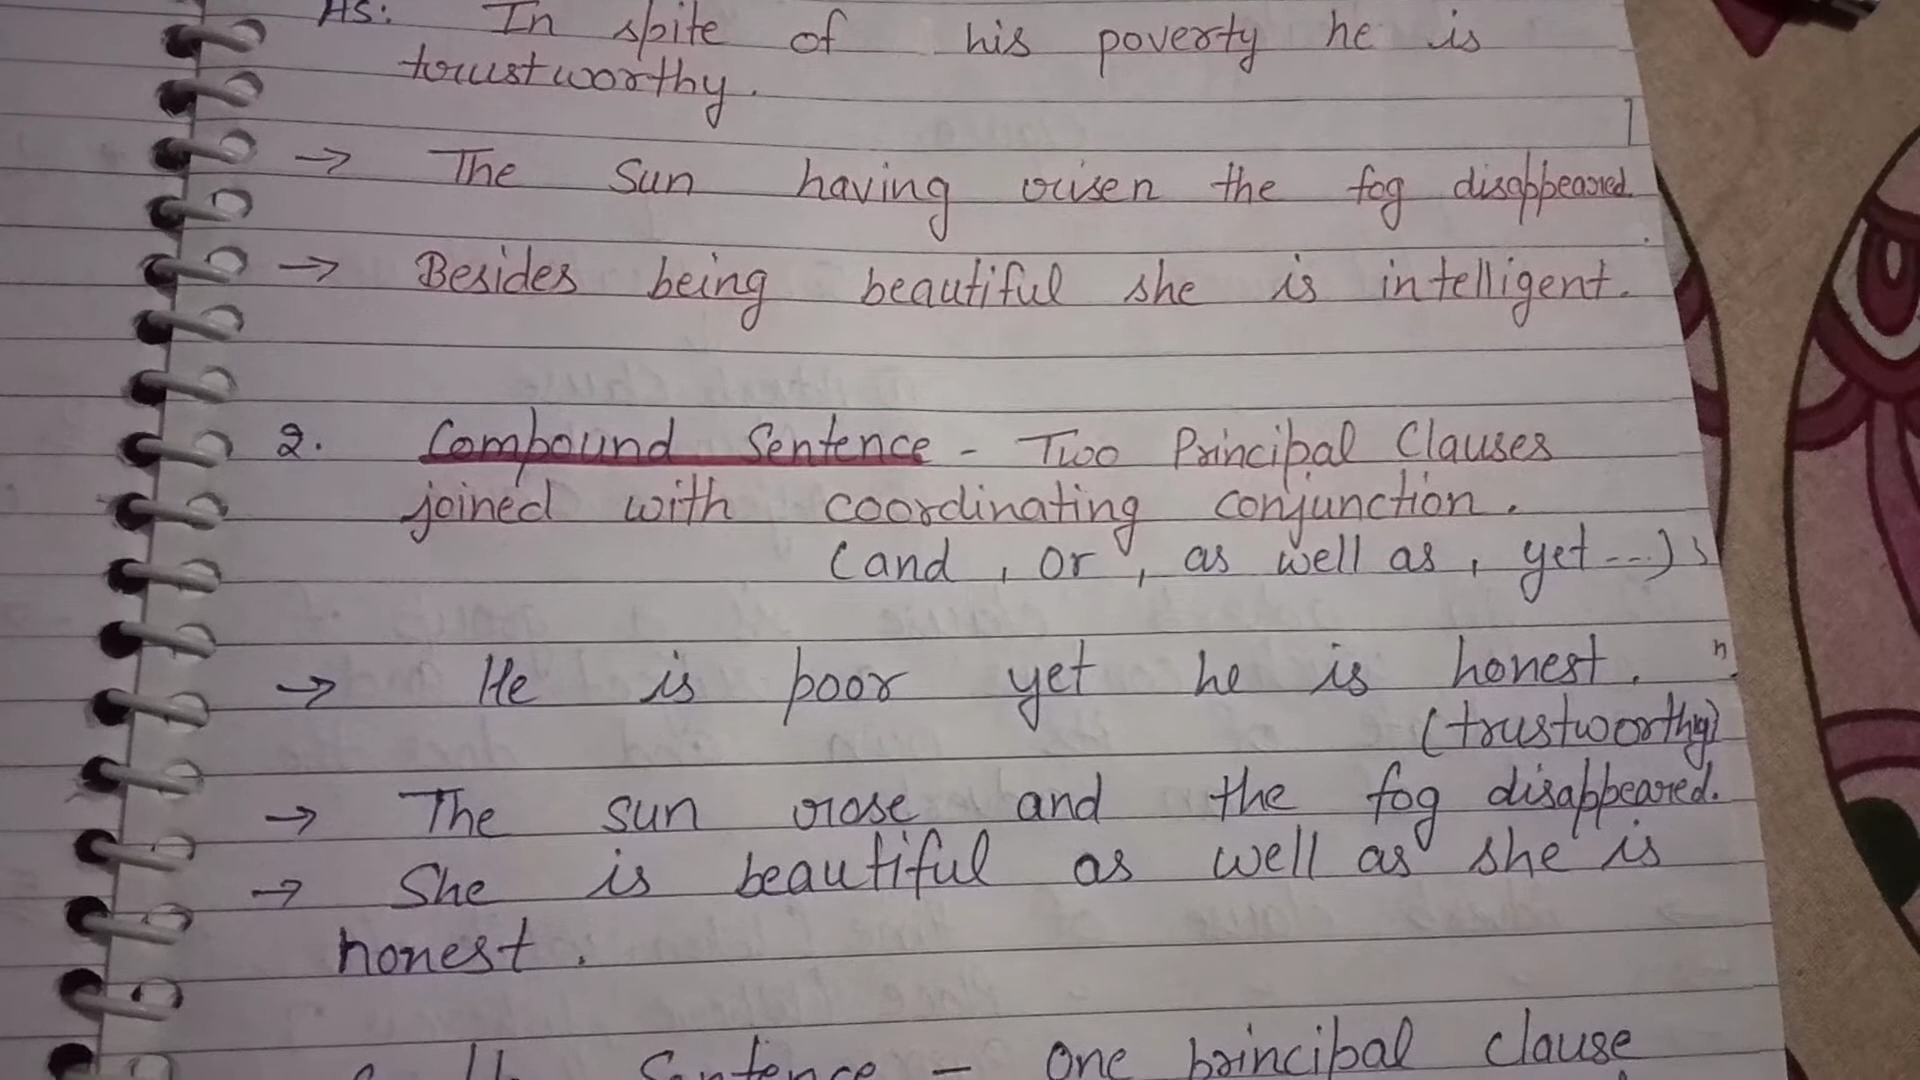 As: In spite of his poverty he is
trustworthy.
→ The Sun having risen the fog disappeared.
→ Besides being beautiful she is intelligent.
2. Compound Sentence - Two Principal Clauses
joined with coordinating conjunction.
(and, or, as well as, yet ---)
→ He is poor yet he is honest.
(trustworthy)
→ The sun rose and the fog disappeared.
→ She is beautiful as well as she is
honest.
Sentence - One principal clause